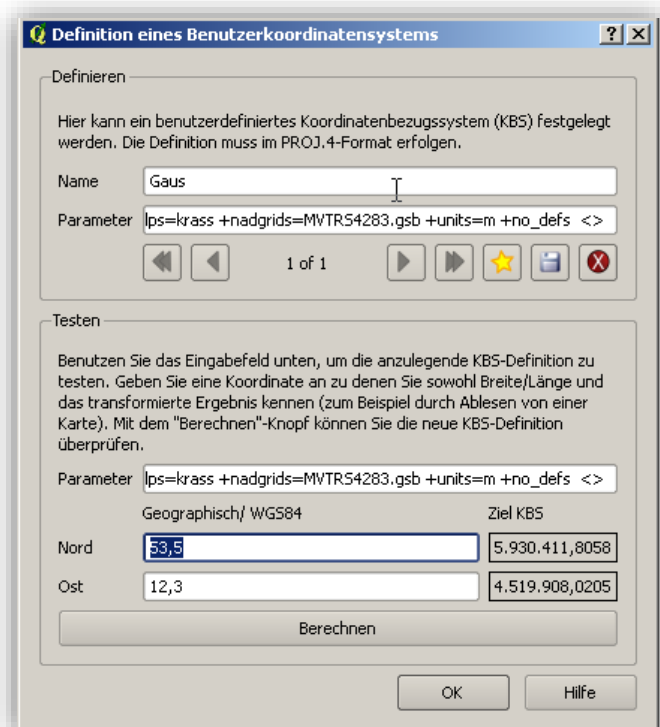 Definition eines Benutzerkoordinatensystems
Definieren
Hier kann ein benutzerdefiniertes Koordinatenbezugssystem (KBS) festgelegt
werden. Die Definition muss im PROJ.4-Format erfolgen.
Name Gaus
Parameter lps=krass +nadgrids=MVTRS4283.gsb +units=m +no_defs <>
1 of 1
Testen
Benutzen Sie das Eingabefeld unten, um die anzulegende KBS-Definition zu
testen. Geben Sie eine Koordinate an zu denen Sie sowohl Breite/Länge und
das transformierte Ergebnis kennen (zum Beispiel durch Ablesen von einer
Karte). Mit dem "Berechnen"-Knopf können Sie die neue KBS-Definition
überprüfen.
Parameter lps=krass +nadgrids=MVTRS4283.gsb +units=m +no_defs <>
Geographisch/ WGS84 Ziel KBS
Nord 53,5 5.930.411,8058
Ost 12,3 4.519.908,0205
Berechnen
OK Hilfe